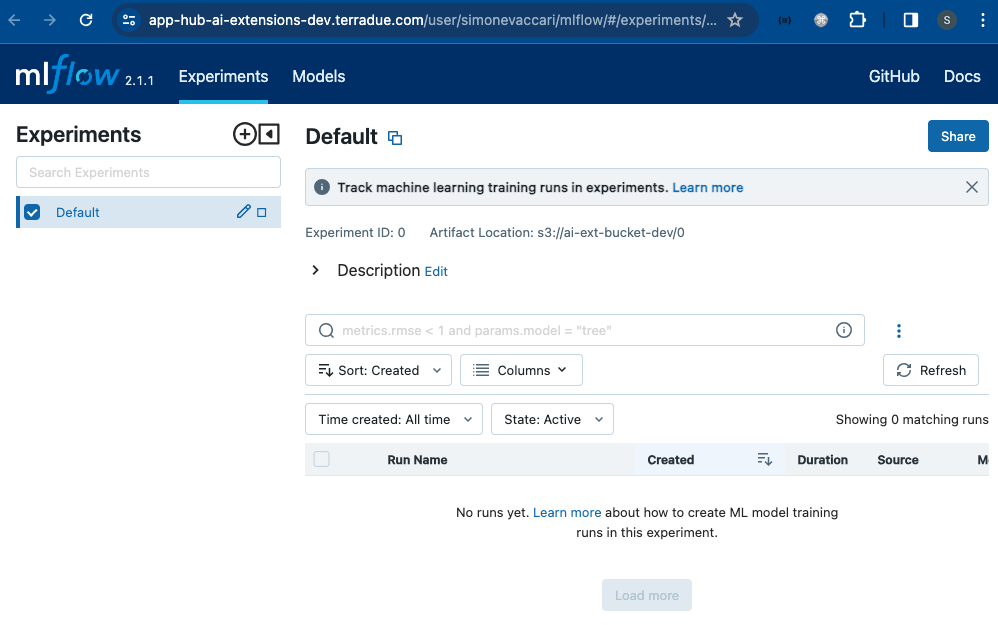 app-hub-ai-extensions-dev.terradue.com/user/simonevaccari/mlflow/#/experiments/...
S
mlflow 2.1.1 Experiments Models GitHub Docs
Experiments
Search Experiments
Default
Default
Share
Track machine learning training runs in experiments. Learn more
Experiment ID: 0 Artifact Location: s3://ai-ext-bucket-dev/0
Description Edit
metrics.rmse < 1 and params.model = "tree"
Sort: Created Columns Refresh
Time created: All time State: Active Showing 0 matching runs
Run Name Created Duration Source
No runs yet. Learn more about how to create ML model training
runs in this experiment.
Load more